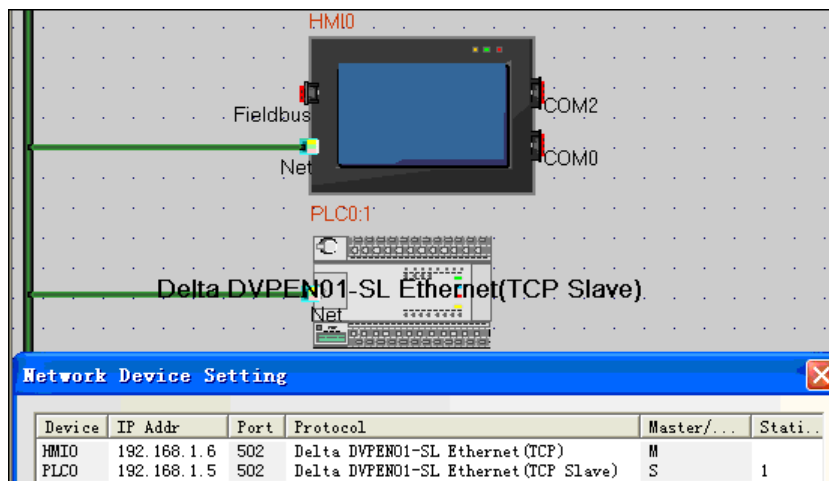 HMI0
COM2
Fieldbus
COM0
Net
PLC0:1
Delta DVPEN01-SL Ethernet(TCP Slave)
Net
Network Device Setting
Device IP Addr Port Protocol Master/... Stati..
HMI0 192.168.1.6 502 Delta DVPEN01-SL Ethernet(TCP) M
PLC0 192.168.1.5 502 Delta DVPEN01-SL Ethernet(TCP Slave) S 1